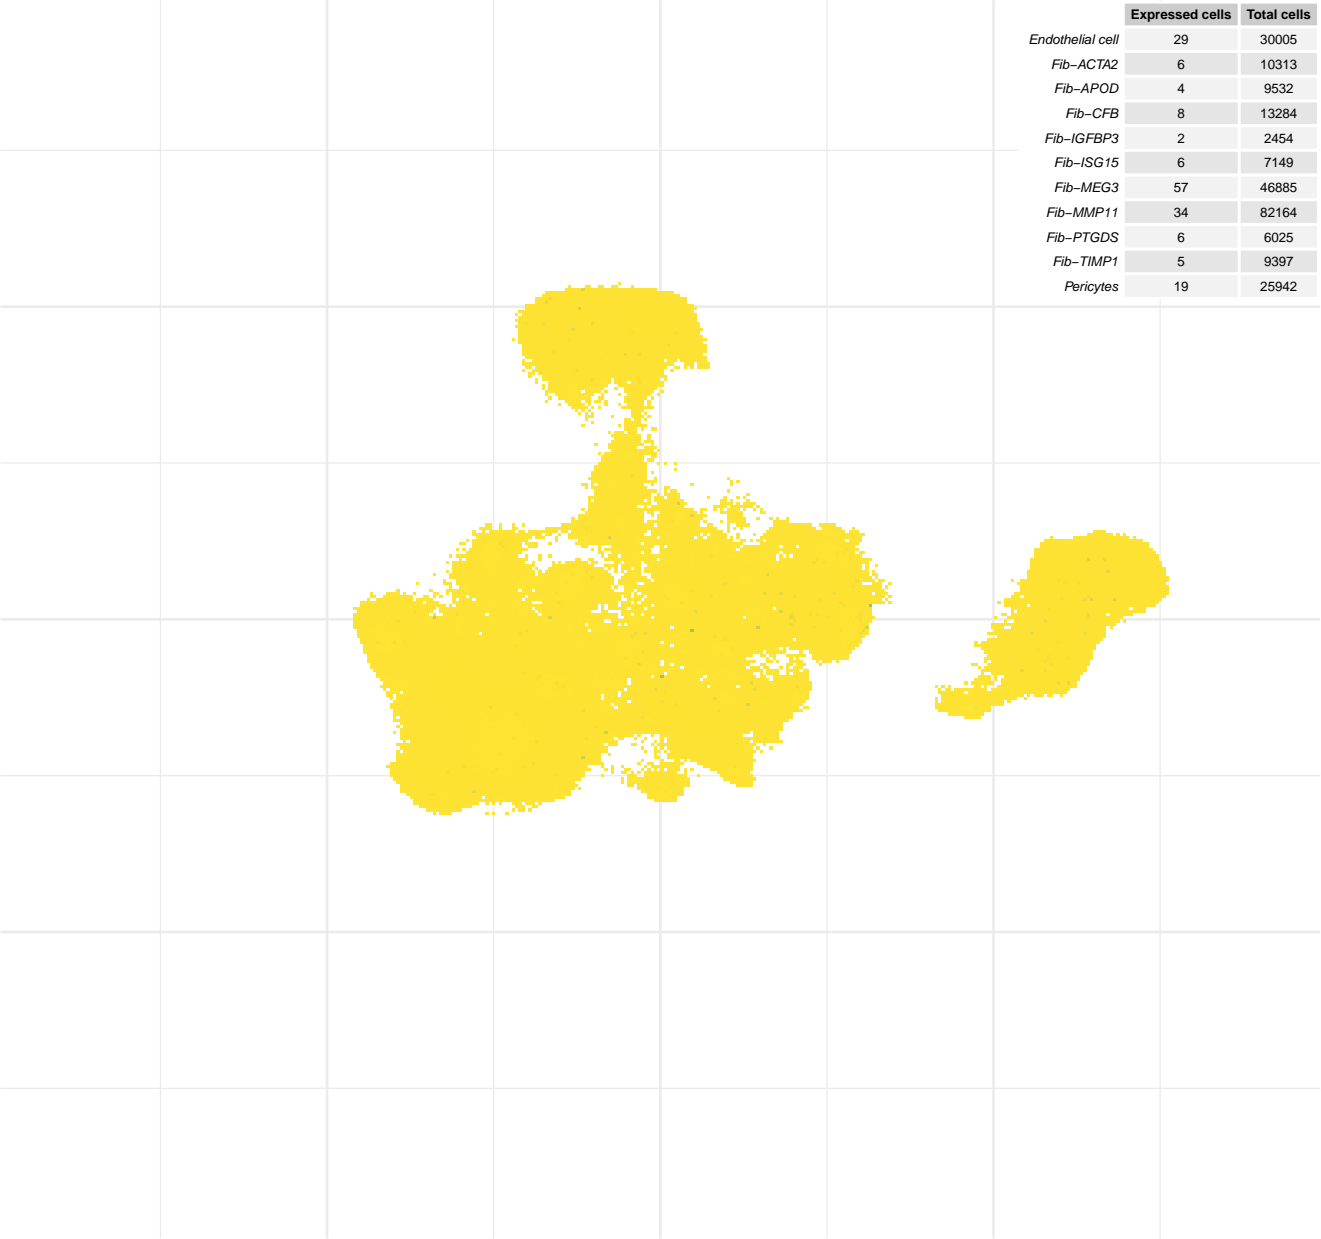 Expressed cells Total cells
Endothelial cell 29 30005
Fib−ACTA2 6 10313
Fib−APOD 4 9532
Fib−CFB 8 13284
Fib−IGFBP3 2 2454
Fib−ISG15 6 7149
Fib−MEG3 57 46885
Fib−MMP11 34 82164
Fib−PTGDS 6 6025
Fib−TIMP1 5 9397
Pericytes 19 25942